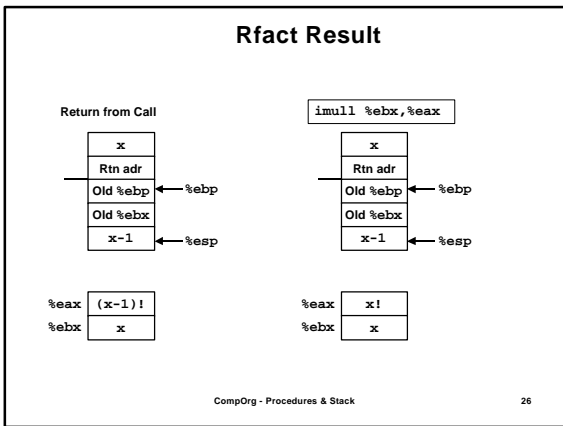 Rfact Result
Return from Call
x
Rtn adr
Old %ebp
%ebp
Old %ebx
x-1
%esp
%eax (x-1)!
%ebx x
imull %ebx,%eax
x
Rtn adr
Old %ebp
%ebp
Old %ebx
x-1
%esp
%eax x!
%ebx x
CompOrg - Procedures & Stack 26